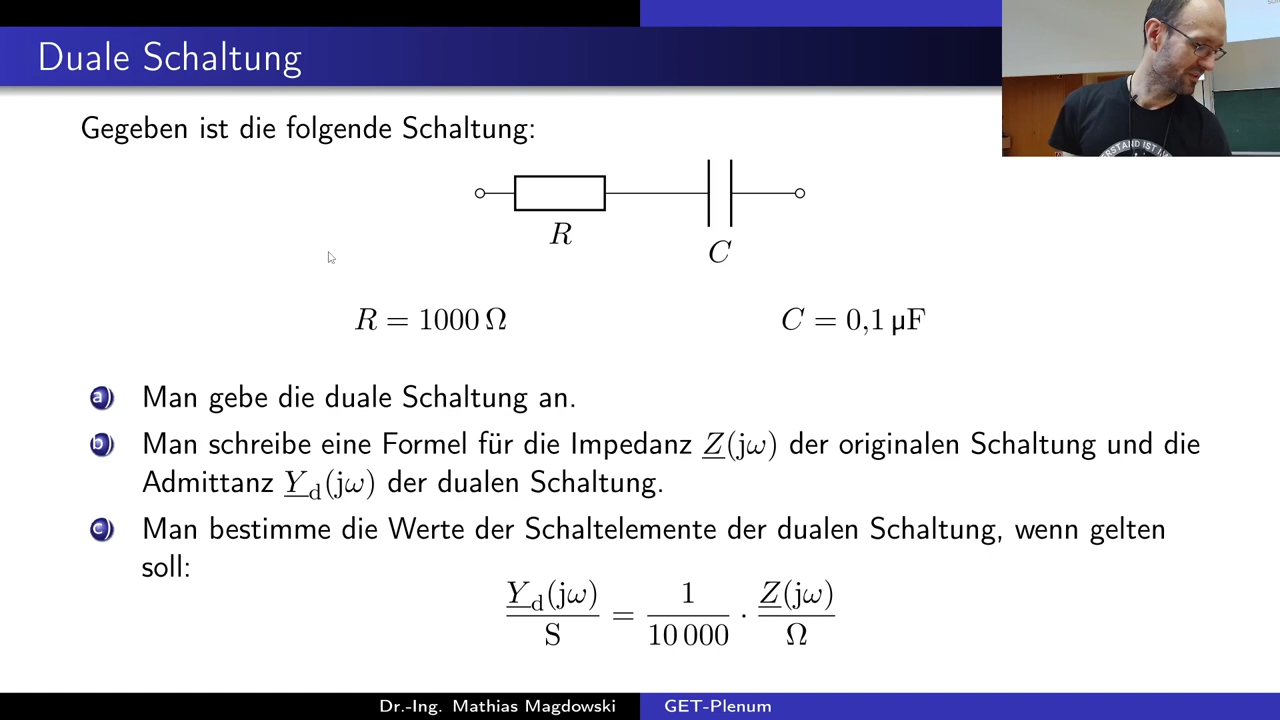 Duale Schaltung
Gegeben ist die folgende Schaltung:
R
C
R = 1000 Ω
C = 0,1 µF
a) Man gebe die duale Schaltung an.
b) Man schreibe eine Formel für die Impedanz Z(jω) der originalen Schaltung und die
Admittanz Y_d(jω) der dualen Schaltung.
c) Man bestimme die Werte der Schaltelemente der dualen Schaltung, wenn gelten
soll:
Y_d(jω)/S = 1/10 000 · Z(jω)/Ω
Dr.-Ing. Mathias Magdowski
GET-Plenum